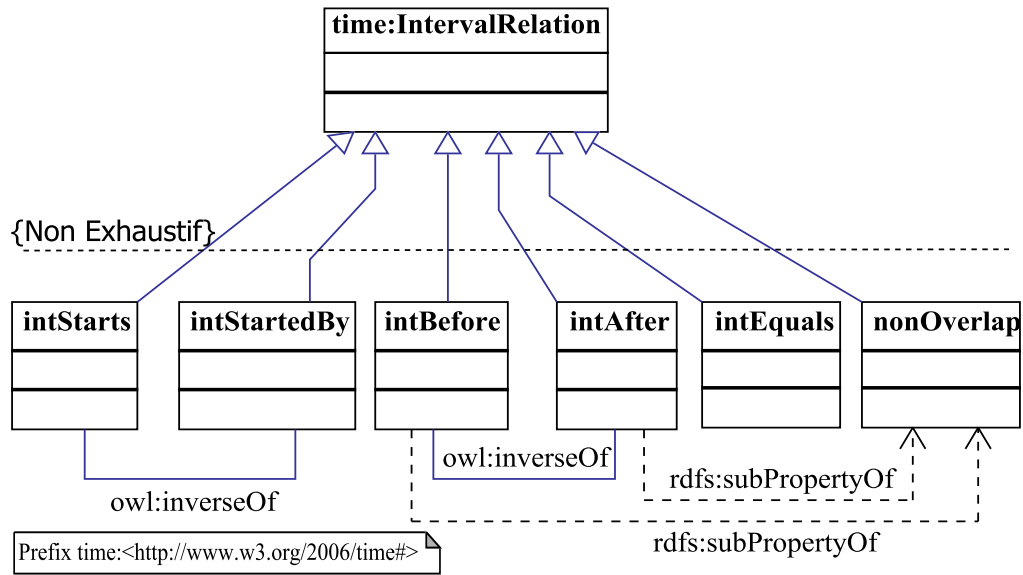 time:IntervalRelation
{Non Exhaustif}
intStarts
intStartedBy
intBefore
intAfter
intEquals
nonOverlap
owl:inverseOf
rdfs:subPropertyOf
owl:inverseOf
rdfs:subPropertyOf
Prefix time:<http://www.w3.org/2006/time#>